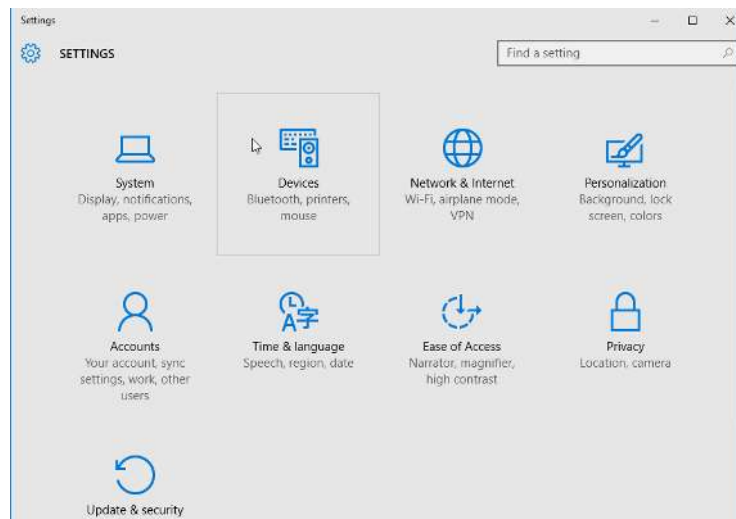 Settings
SETTINGS
Find a setting
System
Display, notifications,
apps, power
Devices
Bluetooth, printers,
mouse
Network & Internet
Wi-Fi, airplane mode,
VPN
Personalization
Background, lock
screen, colors
Accounts
Your account, sync
settings, work, other
users
Time & language
Speech, region, date
Ease of Access
Narrator, magnifier,
high contrast
Privacy
Location, camera
Update & security